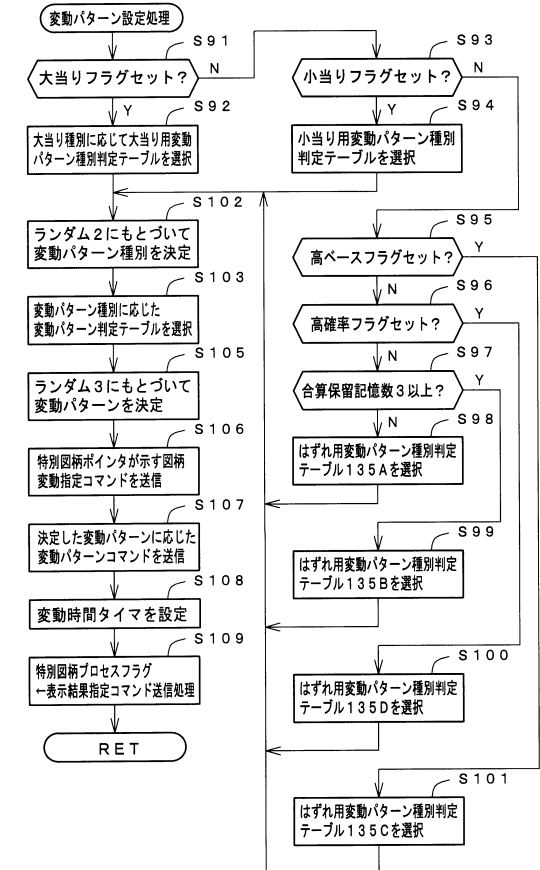 変動パターン設定処理
S91
大当りフラグセット?
N
Y
S92
大当り種別に応じて大当り用変動
パターン種別判定テーブルを選択
S93
小当りフラグセット?
N
Y
S94
小当り用変動パターン種別
判定テーブルを選択
S102
ランダム2にもとづいて
変動パターン種別を決定
S103
変動パターン種別に応じた
変動パターン判定テーブルを選択
S105
ランダム3にもとづいて
変動パターンを決定
S106
特別図柄ポインタが示す図柄
変動指定コマンドを送信
S107
決定した変動パターンに応じた
変動パターンコマンドを送信
S108
変動時間タイマを設定
S109
特別図柄プロセスフラグ
←表示結果指定コマンド送信処理
RET
S95
高ベースフラグセット?
Y
N
S96
高確率フラグセット?
Y
N
S97
合算保留記憶数3以上?
Y
N
S98
はずれ用変動パターン種別判定
テーブル135Aを選択
S99
はずれ用変動パターン種別判定
テーブル135Bを選択
S100
はずれ用変動パターン種別判定
テーブル135Dを選択
S101
はずれ用変動パターン種別判定
テーブル135Cを選択